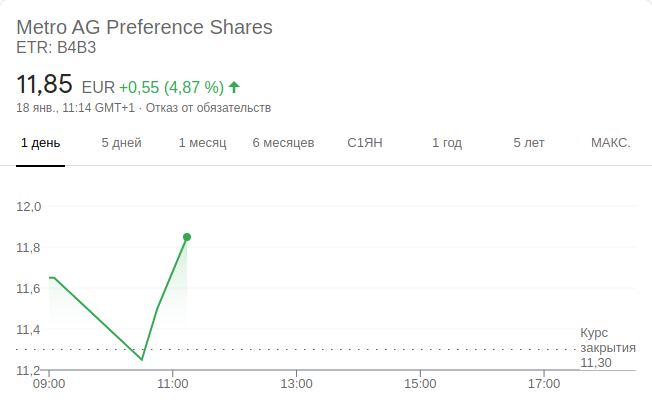 Metro AG Preference Shares
ETR: B4B3
11,85 EUR +0,55 (4,87 %)
18 янв., 11:14 GMT+1 · Отказ от обязательств
1 день 5 дней 1 месяц 6 месяцев С1ЯН 1 год 5 лет МАКС.
12,0
11,8
11,6
11,4
11,2
Курс
закрытия
11,30
09:00 11:00 13:00 15:00 17:00